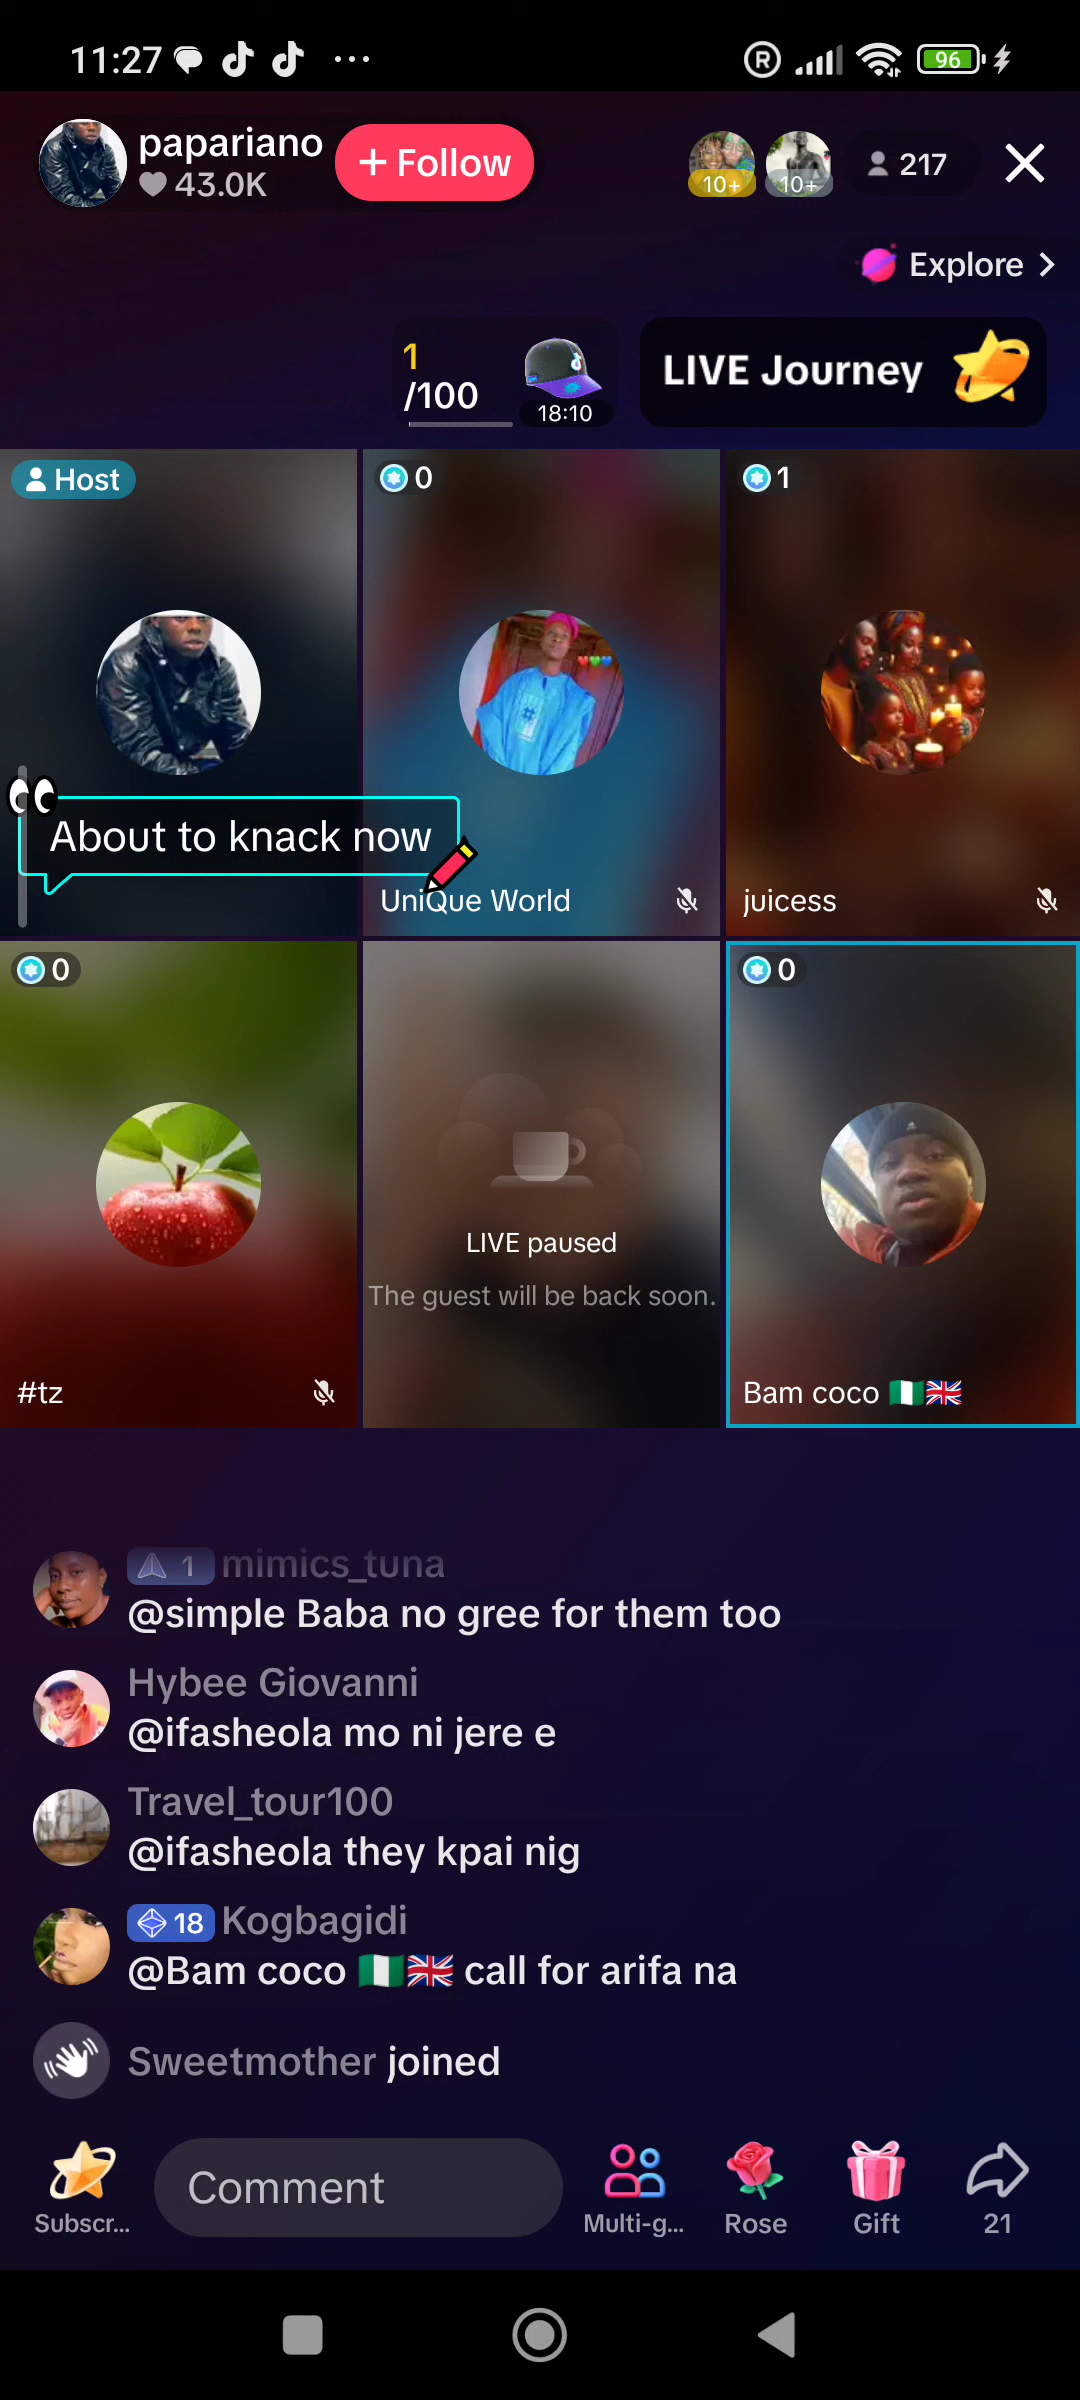 11:27
96
papariano
43.0K
+ Follow
10+
10+
217
Explore
1
/100
18:10
LIVE Journey
Host
0
1
About to knack now
UniQue World
juicess
0
0
LIVE paused
The guest will be back soon.
#tz
Bam coco 🇳🇬🇬🇧
1 mimics_tuna
@simple Baba no gree for them too
Hybee Giovanni
@ifasheola mo ni jere e
Travel_tour100
@ifasheola they kpai nig
18 Kogbagidi
@Bam coco 🇳🇬🇬🇧 call for arifa na
Sweetmother joined
Comment
Subscr...
Multi-g...
Rose
Gift
21